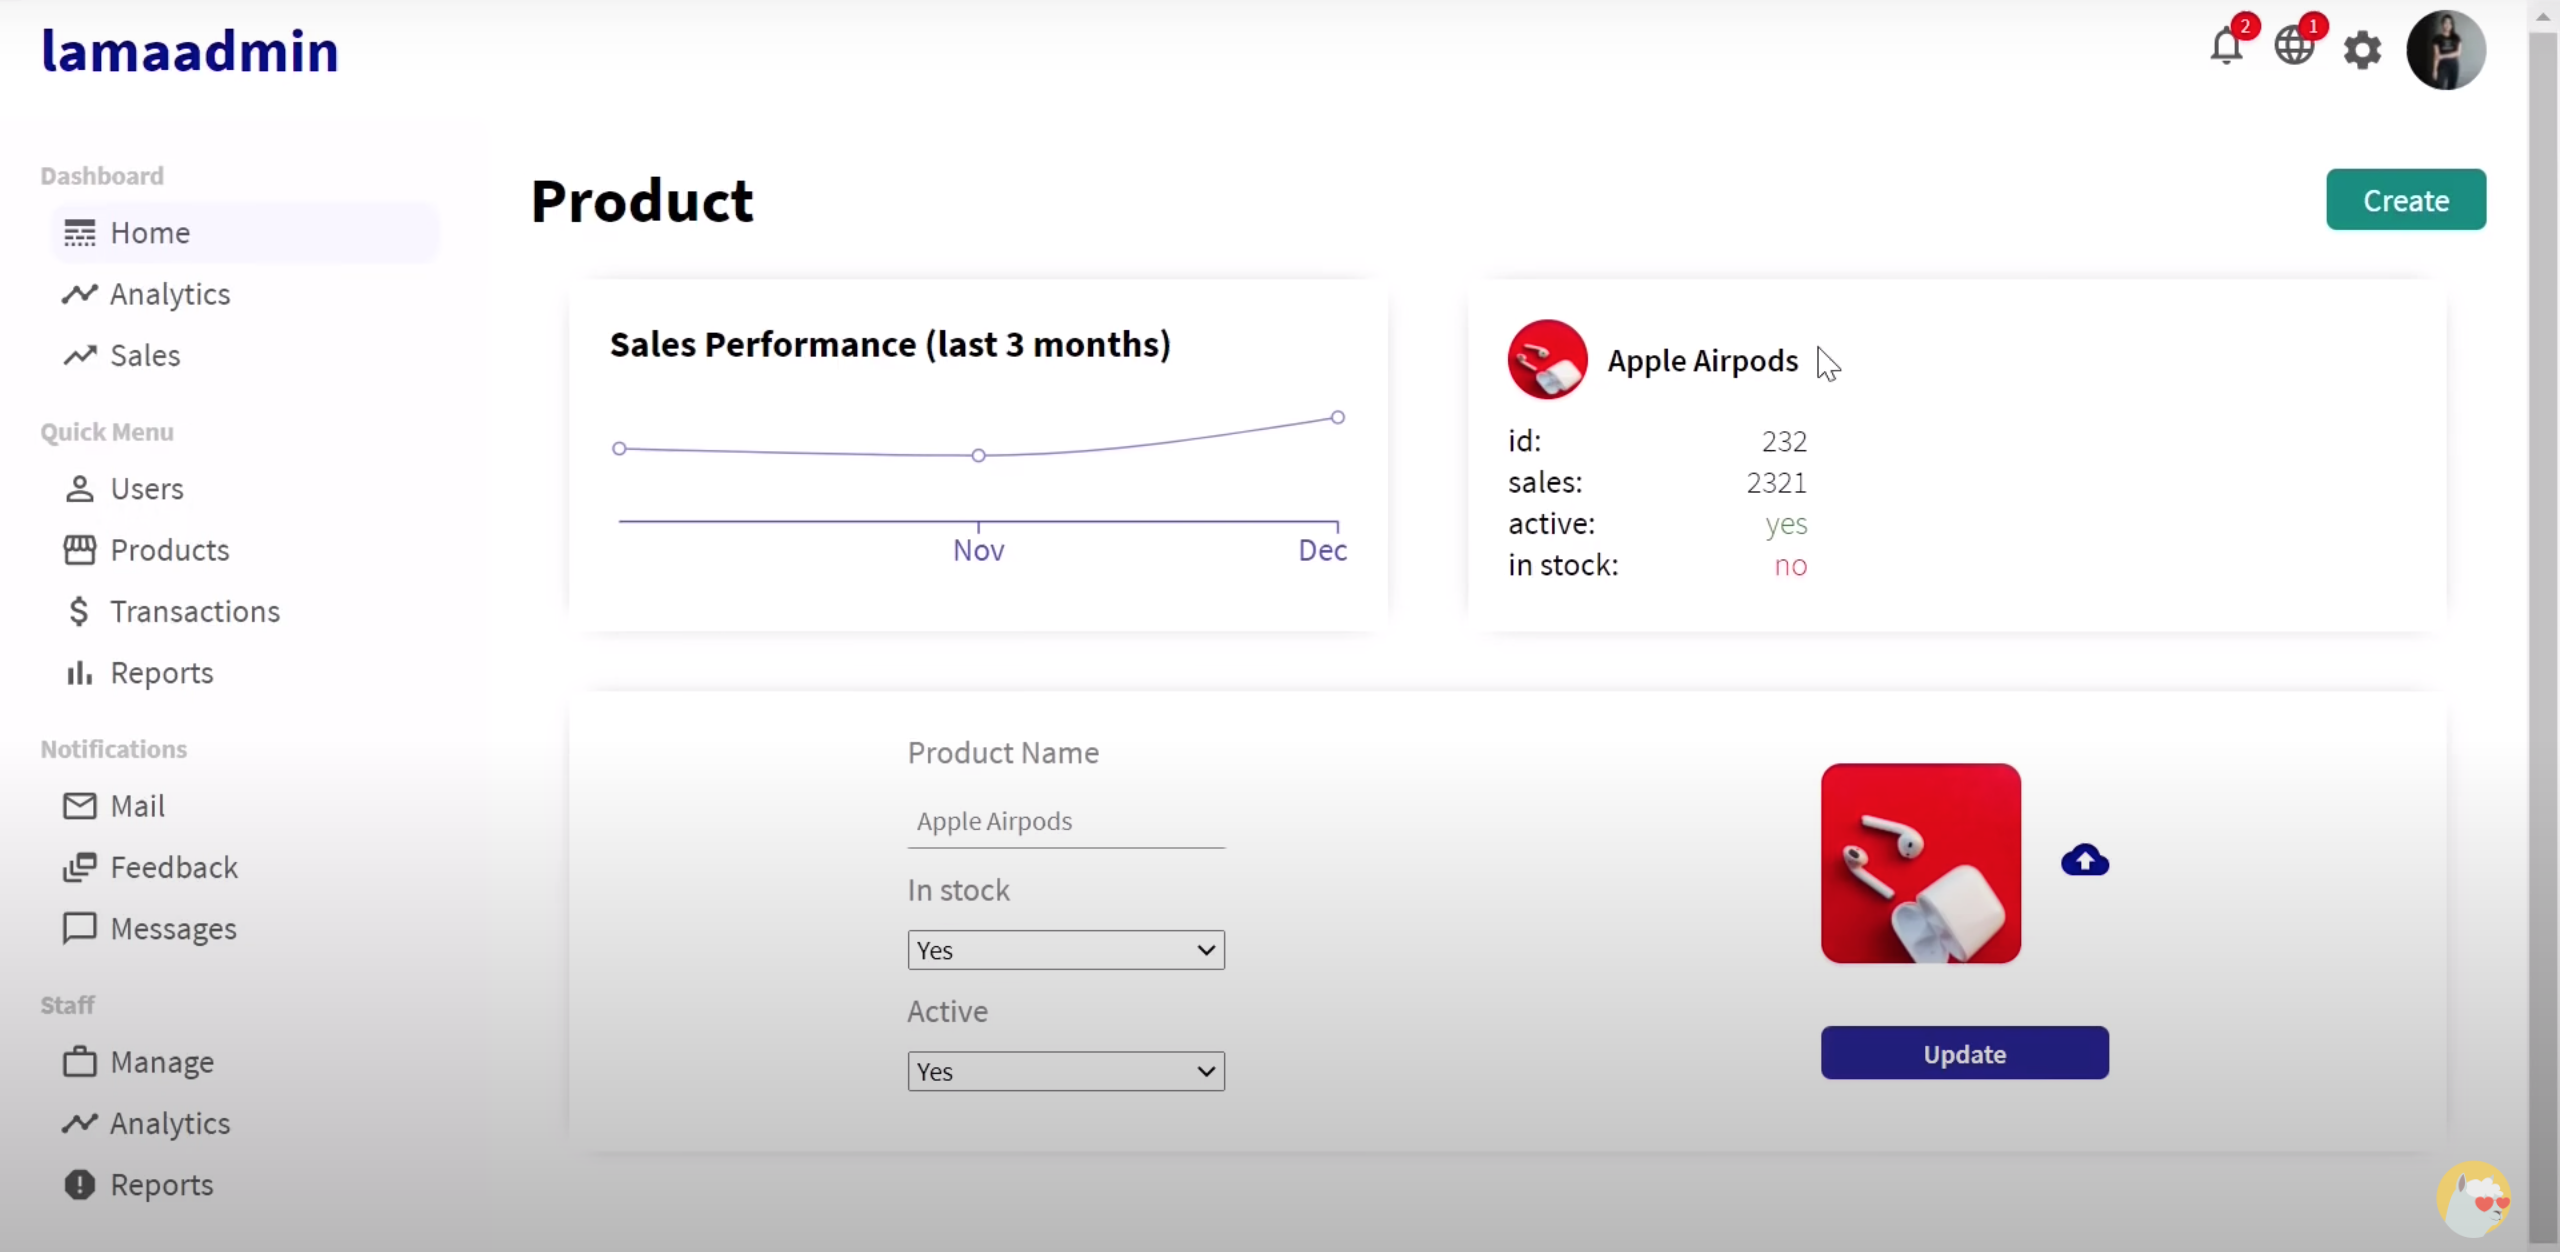 lamaadmin
2
1
Dashboard
Home
Analytics
Sales
Quick Menu
Users
Products
Transactions
Reports
Notifications
Mail
Feedback
Messages
Staff
Manage
Analytics
Reports
Product
Create
Sales Performance (last 3 months)
Nov
Dec
Apple Airpods
id: 232
sales: 2321
active: yes
in stock: no
Product Name
Apple Airpods
In stock
Yes
Active
Yes
Update